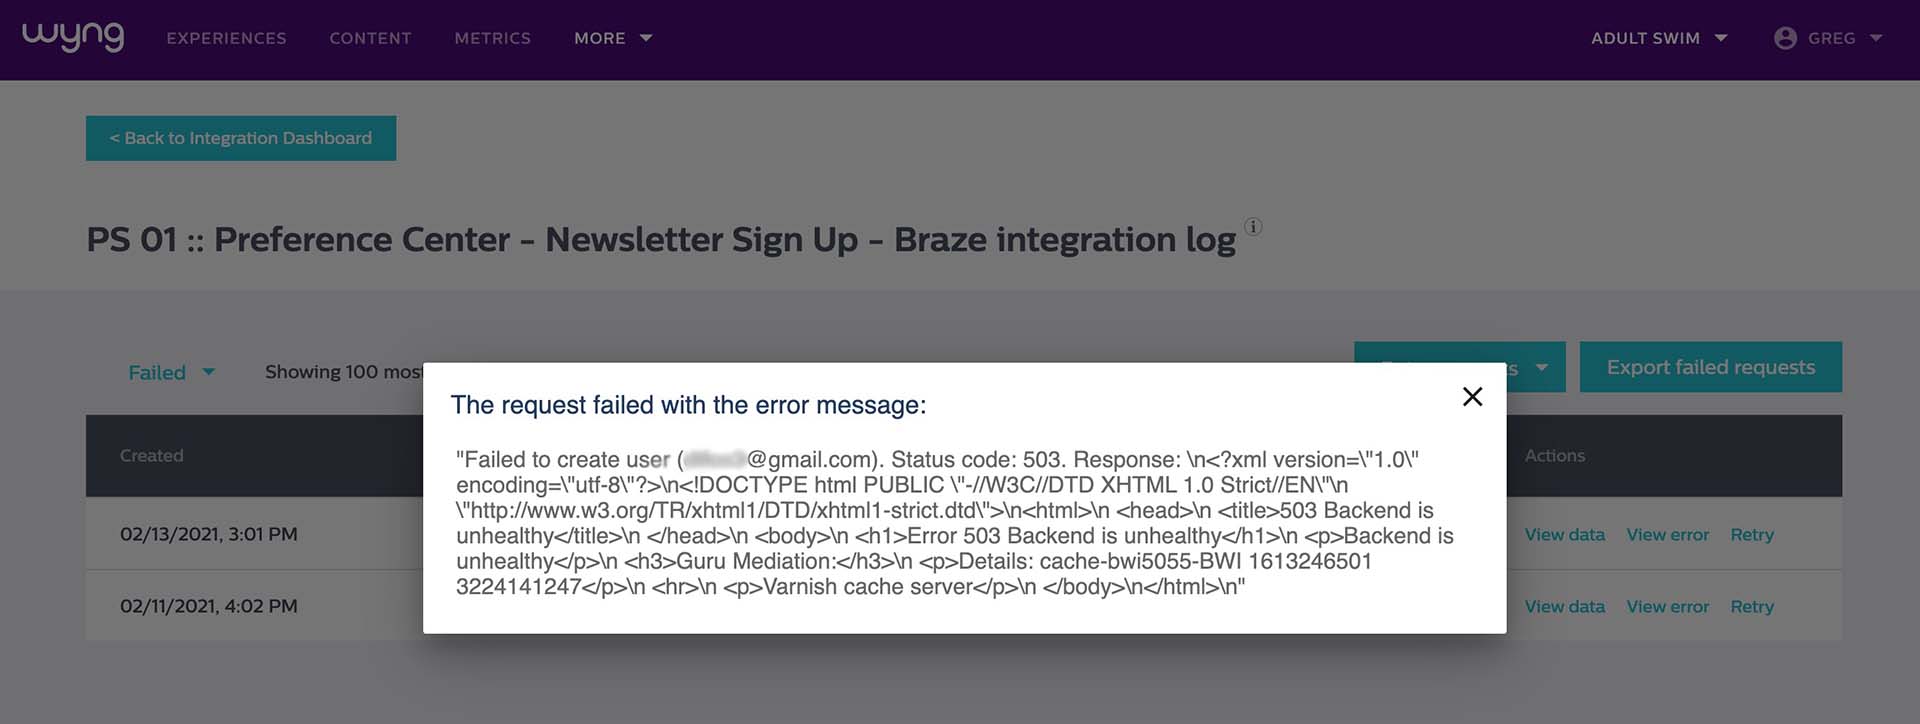 wyng EXPERIENCES CONTENT METRICS MORE ADULT SWIM GREG
< Back to Integration Dashboard
PS 01 :: Preference Center - Newsletter Sign Up - Braze integration log i
Failed Showing 100 most Export failed requests
The request failed with the error message:
Created Actions
"Failed to create user (@gmail.com). Status code: 503. Response: \n<?xml version=\"1.0\"
encoding=\"utf-8\"?>\n<!DOCTYPE html PUBLIC \"-//W3C//DTD XHTML 1.0 Strict//EN\"\n
\"http://www.w3.org/TR/xhtml1/DTD/xhtml1-strict.dtd\">\n<html>\n <head>\n <title>503 Backend is
unhealthy</title>\n </head>\n <body>\n <h1>Error 503 Backend is unhealthy</h1>\n <p>Backend is
unhealthy</p>\n <h3>Guru Mediation:</h3>\n <p>Details: cache-bwi5055-BWI 1613246501
3224141247</p>\n <hr>\n <p>Varnish cache server</p>\n </body>\n</html>\n"
02/13/2021, 3:01 PM View data View error Retry
02/11/2021, 4:02 PM View data View error Retry